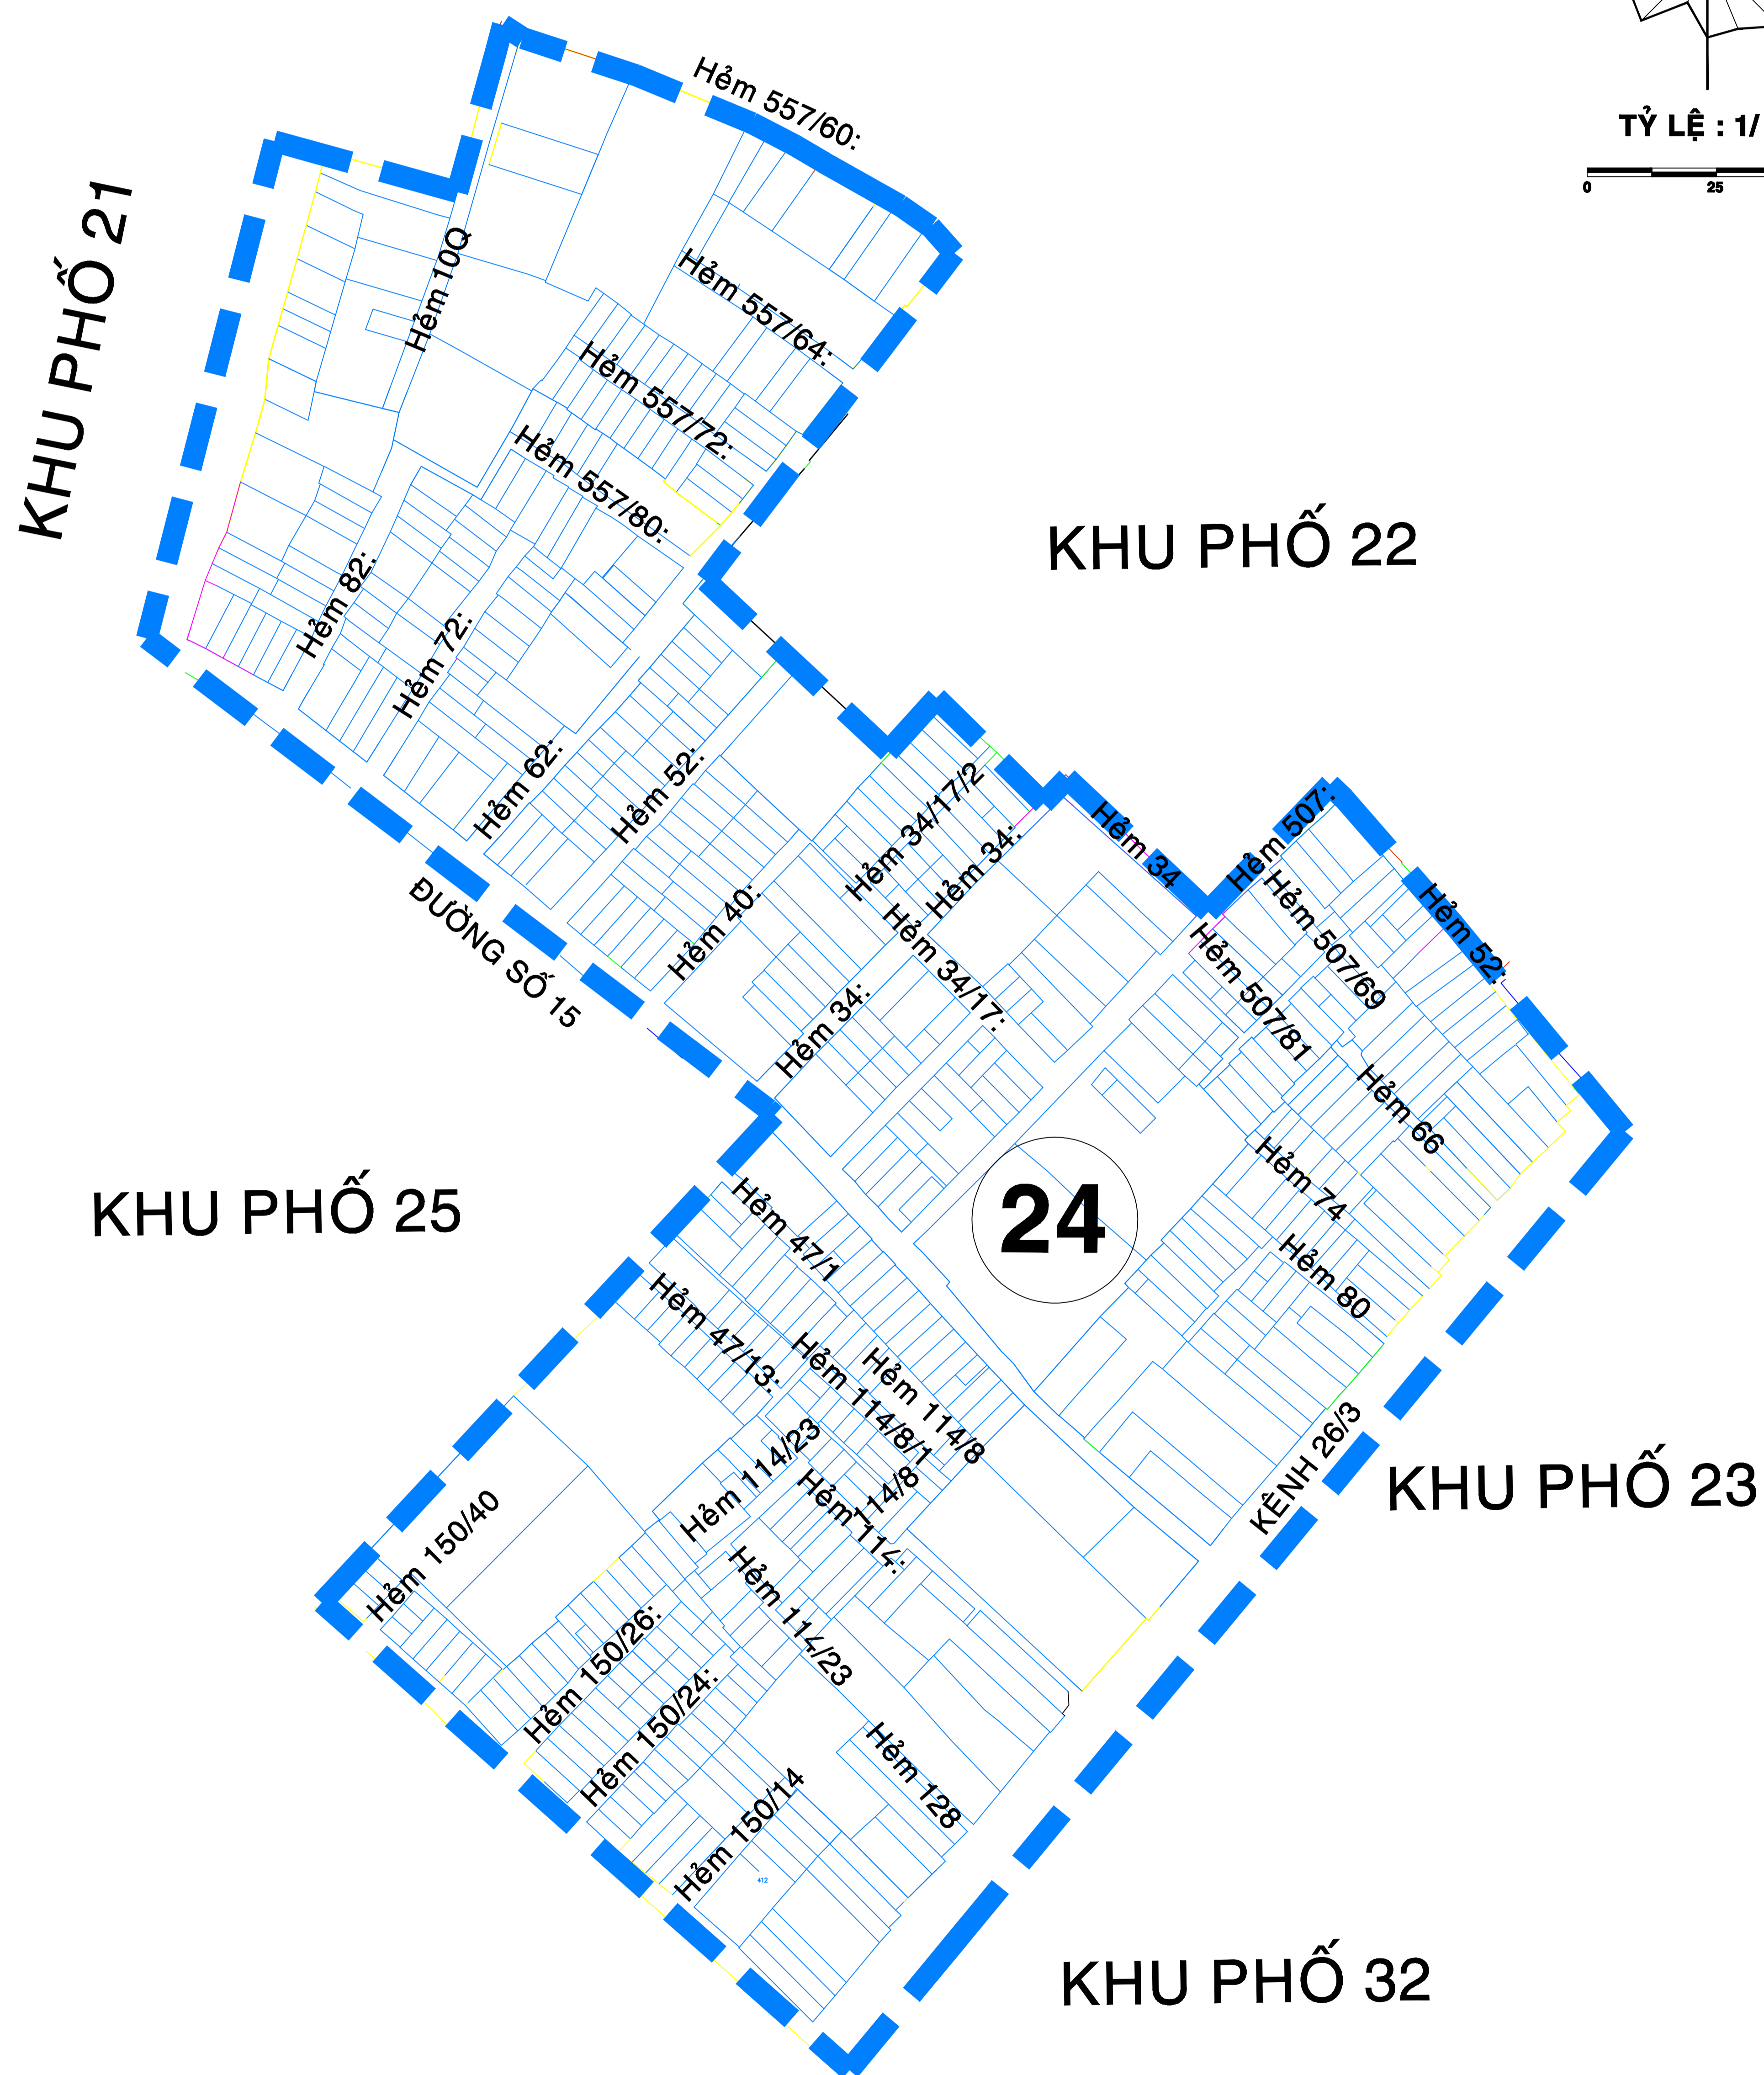 TỶ LỆ : 1/
0
25
Hẻm 557/60:
KHU PHỐ 21
Hẻm 10Q
Hẻm 557/64:
Hẻm 557/72:
Hẻm 557/80:
KHU PHỐ 22
Hẻm 82:
Hẻm 72:
Hẻm 62:
Hẻm 52:
Hẻm 34/17/2
Hẻm 34:
Hẻm 34
Hẻm 507:
Hẻm 507/69
Hẻm 52:
Hẻm 40:
Hẻm 34/17:
Hẻm 507/81
ĐƯỜNG SỐ 15
Hẻm 34:
Hẻm 66
Hẻm 74
KHU PHỐ 25
24
Hẻm 47/1
Hẻm 80
Hẻm 47/13:
Hẻm 114/8/1
Hẻm 114/8
KÊNH 26/3
KHU PHỐ 23
Hẻm 114/23
114/8
Hẻm 114:
Hẻm 150/40
Hẻm 114/23
Hẻm 150/26:
Hẻm 150/24:
Hẻm 128
Hẻm 150/14
412
KHU PHỐ 32